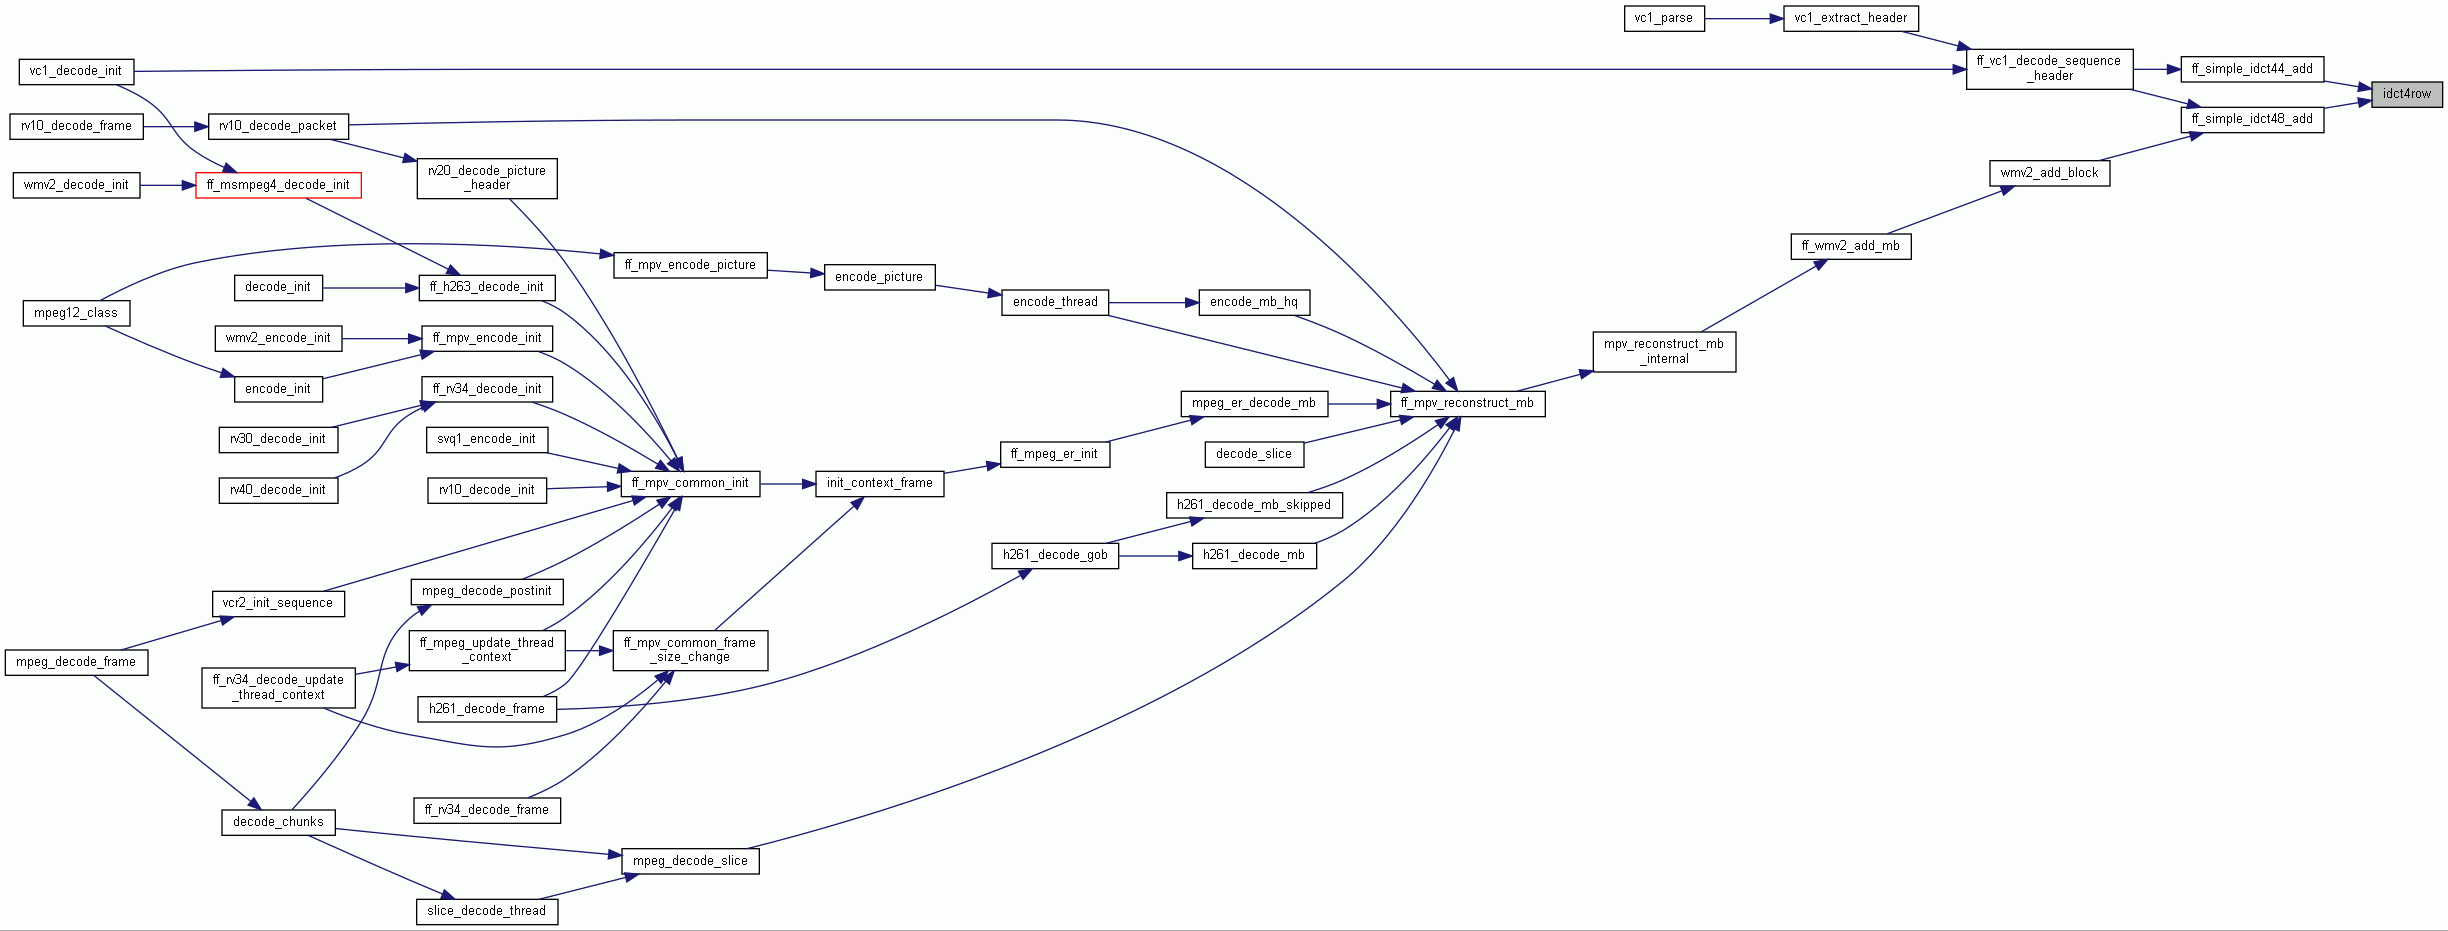 vc1_parse
vc1_extract_header
vc1_decode_init
ff_vc1_decode_sequence
_header
ff_simple_idct44_add
idct4row
rv10_decode_frame
rv10_decode_packet
ff_simple_idct48_add
wmv2_decode_init
ff_msmpeg4_decode_init
rv20_decode_picture
_header
wmv2_add_block
ff_wmv2_add_mb
ff_mpv_encode_picture
encode_picture
decode_init
ff_h263_decode_init
encode_thread
encode_mb_hq
mpeg12_class
wmv2_encode_init
ff_mpv_encode_init
mpv_reconstruct_mb
_internal
encode_init
ff_rv34_decode_init
mpeg_er_decode_mb
ff_mpv_reconstruct_mb
rv30_decode_init
svq1_encode_init
ff_mpeg_er_init
decode_slice
rv40_decode_init
rv10_decode_init
ff_mpv_common_init
init_context_frame
h261_decode_mb_skipped
h261_decode_gob
h261_decode_mb
vcr2_init_sequence
mpeg_decode_postinit
mpeg_decode_frame
ff_mpeg_update_thread
_context
ff_mpv_common_frame
_size_change
ff_rv34_decode_update
_thread_context
h261_decode_frame
ff_rv34_decode_frame
decode_chunks
mpeg_decode_slice
slice_decode_thread